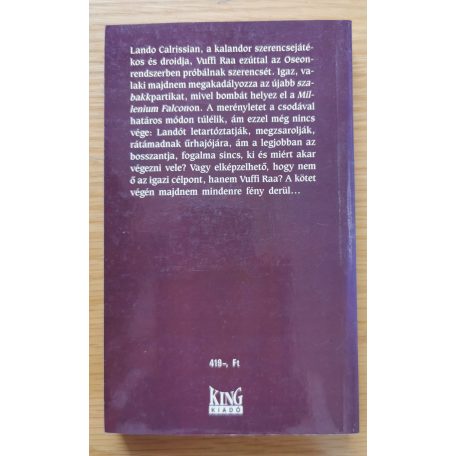 Lando Calrissian, a kalandor szerencsejáté-
kos és droidja, Vuffi Raa ezúttal az Oseon-
rendszerben próbálnak szerencsét. Igaz, va-
laki majdnem megakadályozza az újabb sza-
bakkpartikat, mivel bombát helyez el a Mil-
lenium Falconon. A merényletet a csodával
határos módon túlélik, ám ezzel még nincs
vége: Landót letartóztatják, megzsarolják,
rátámadnak űrhajójára, ám a legjobban az
bosszantja, fogalma sincs, ki és miért akar
végezni vele? Vagy elképzelhető, hogy nem
ő az igazi célpont, hanem Vuffi Raa? A kötet
végén majdnem mindenre fény derül...
419-, Ft
KING
KIADÓ